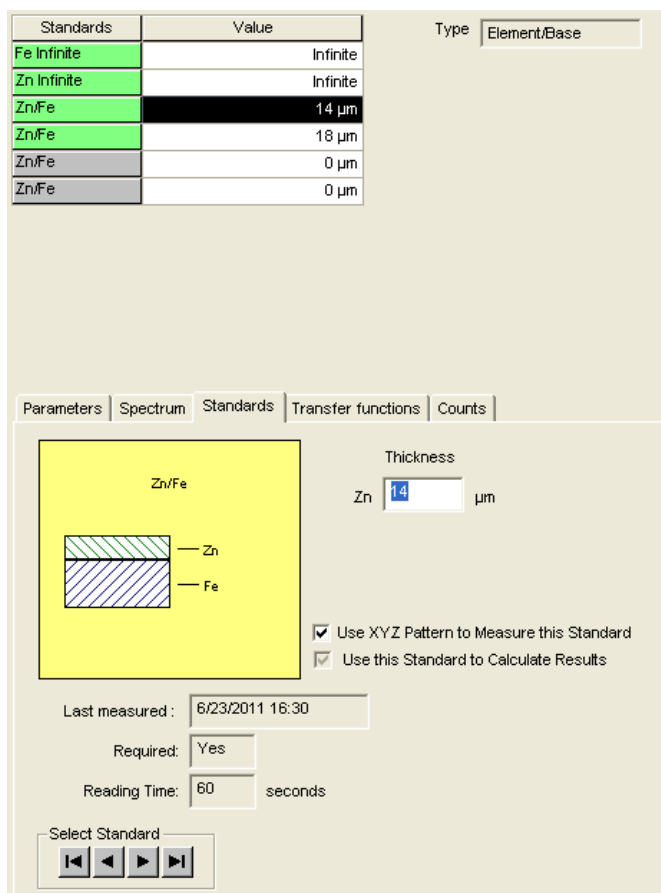 Standards Value Type Element/Base
Fe Infinite Infinite
Zn Infinite Infinite
Zn/Fe 14 µm
Zn/Fe 18 µm
Zn/Fe 0 µm
Zn/Fe 0 µm
Parameters Spectrum Standards Transfer functions Counts
Thickness
Zn/Fe
Zn 14 µm
Zn
Fe
Use XYZ Pattern to Measure this Standard
Use this Standard to Calculate Results
Last measured : 6/23/2011 16:30
Required: Yes
Reading Time: 60 seconds
Select Standard